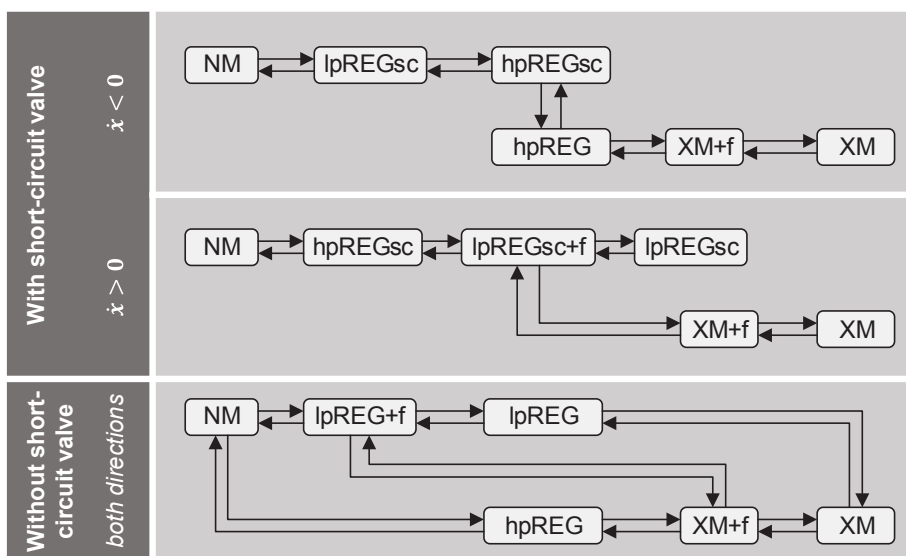 With short-circuit valve
ẋ < 0
NM
lpREGsc
hpREGsc
hpREG
XM+f
XM
ẋ > 0
NM
hpREGsc
lpREGsc+f
lpREGsc
XM+f
XM
Without short-
circuit valve
both directions
NM
lpREG+f
lpREG
hpREG
XM+f
XM